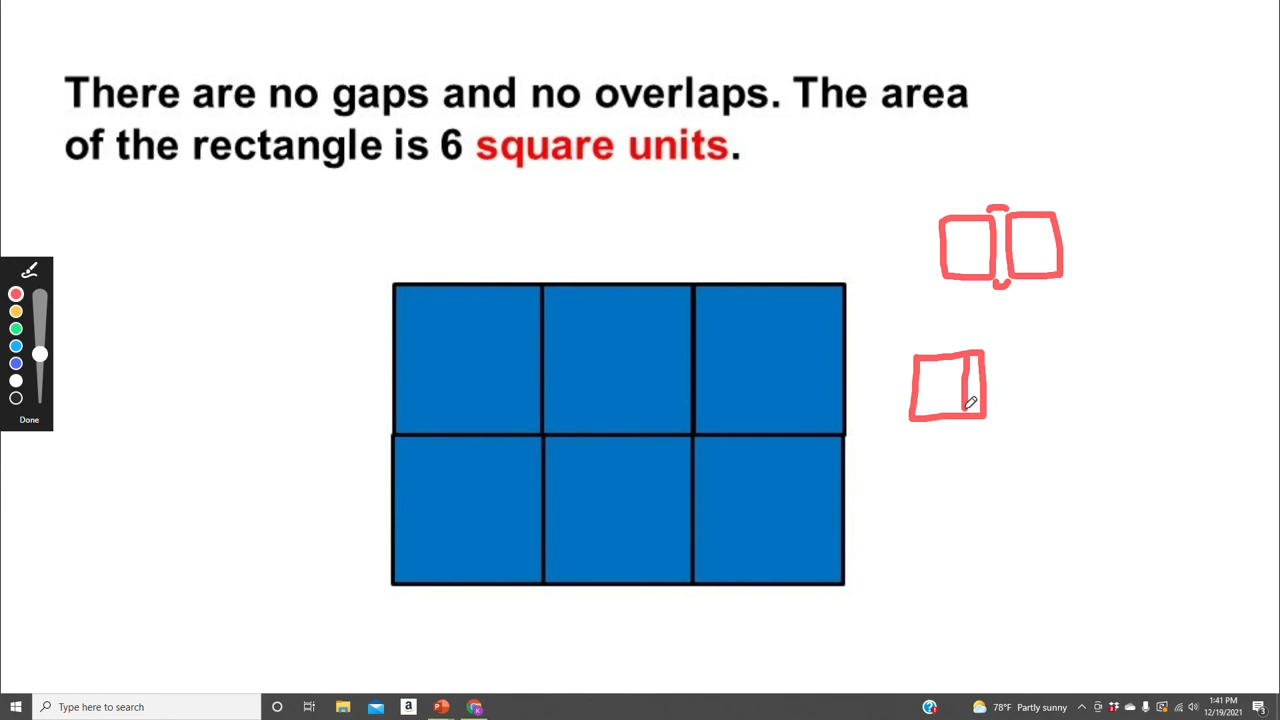 There are no gaps and no overlaps. The area
of the rectangle is 6 square units.
Done
Type here to search
78°F Partly sunny
1:41 PM
12/19/2021